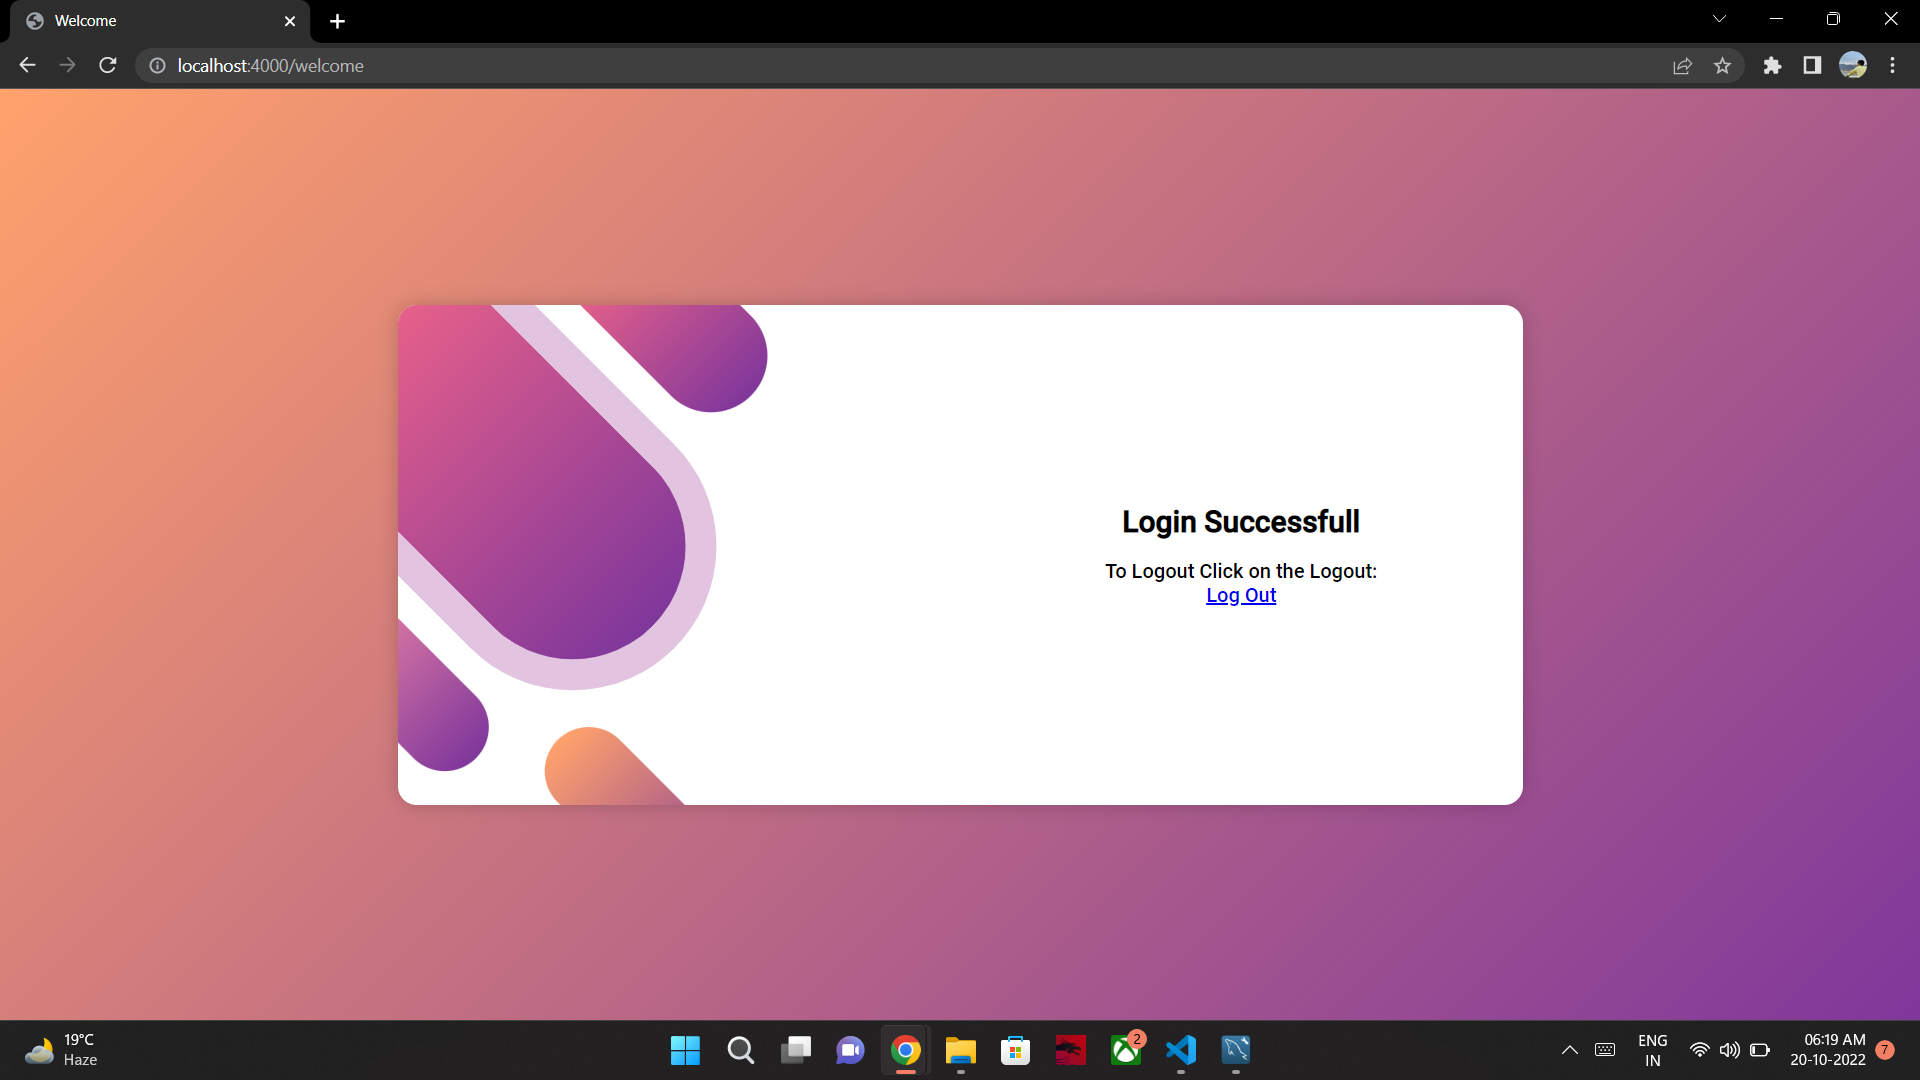 Welcome
localhost:4000/welcome
Login Successfull
To Logout Click on the Logout:
Log Out
19°C
Haze
2
ENG
IN
06:19 AM
20-10-2022
7